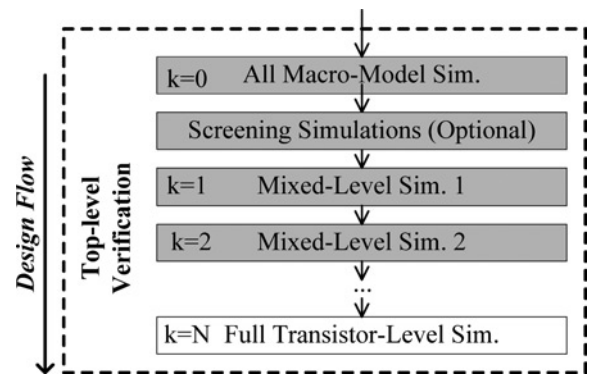 k=0 All Macro-Model Sim.
Screening Simulations (Optional)
k=1 Mixed-Level Sim. 1
k=2 Mixed-Level Sim. 2
...
k=N Full Transistor-Level Sim.
Design Flow
Top-level
Verification